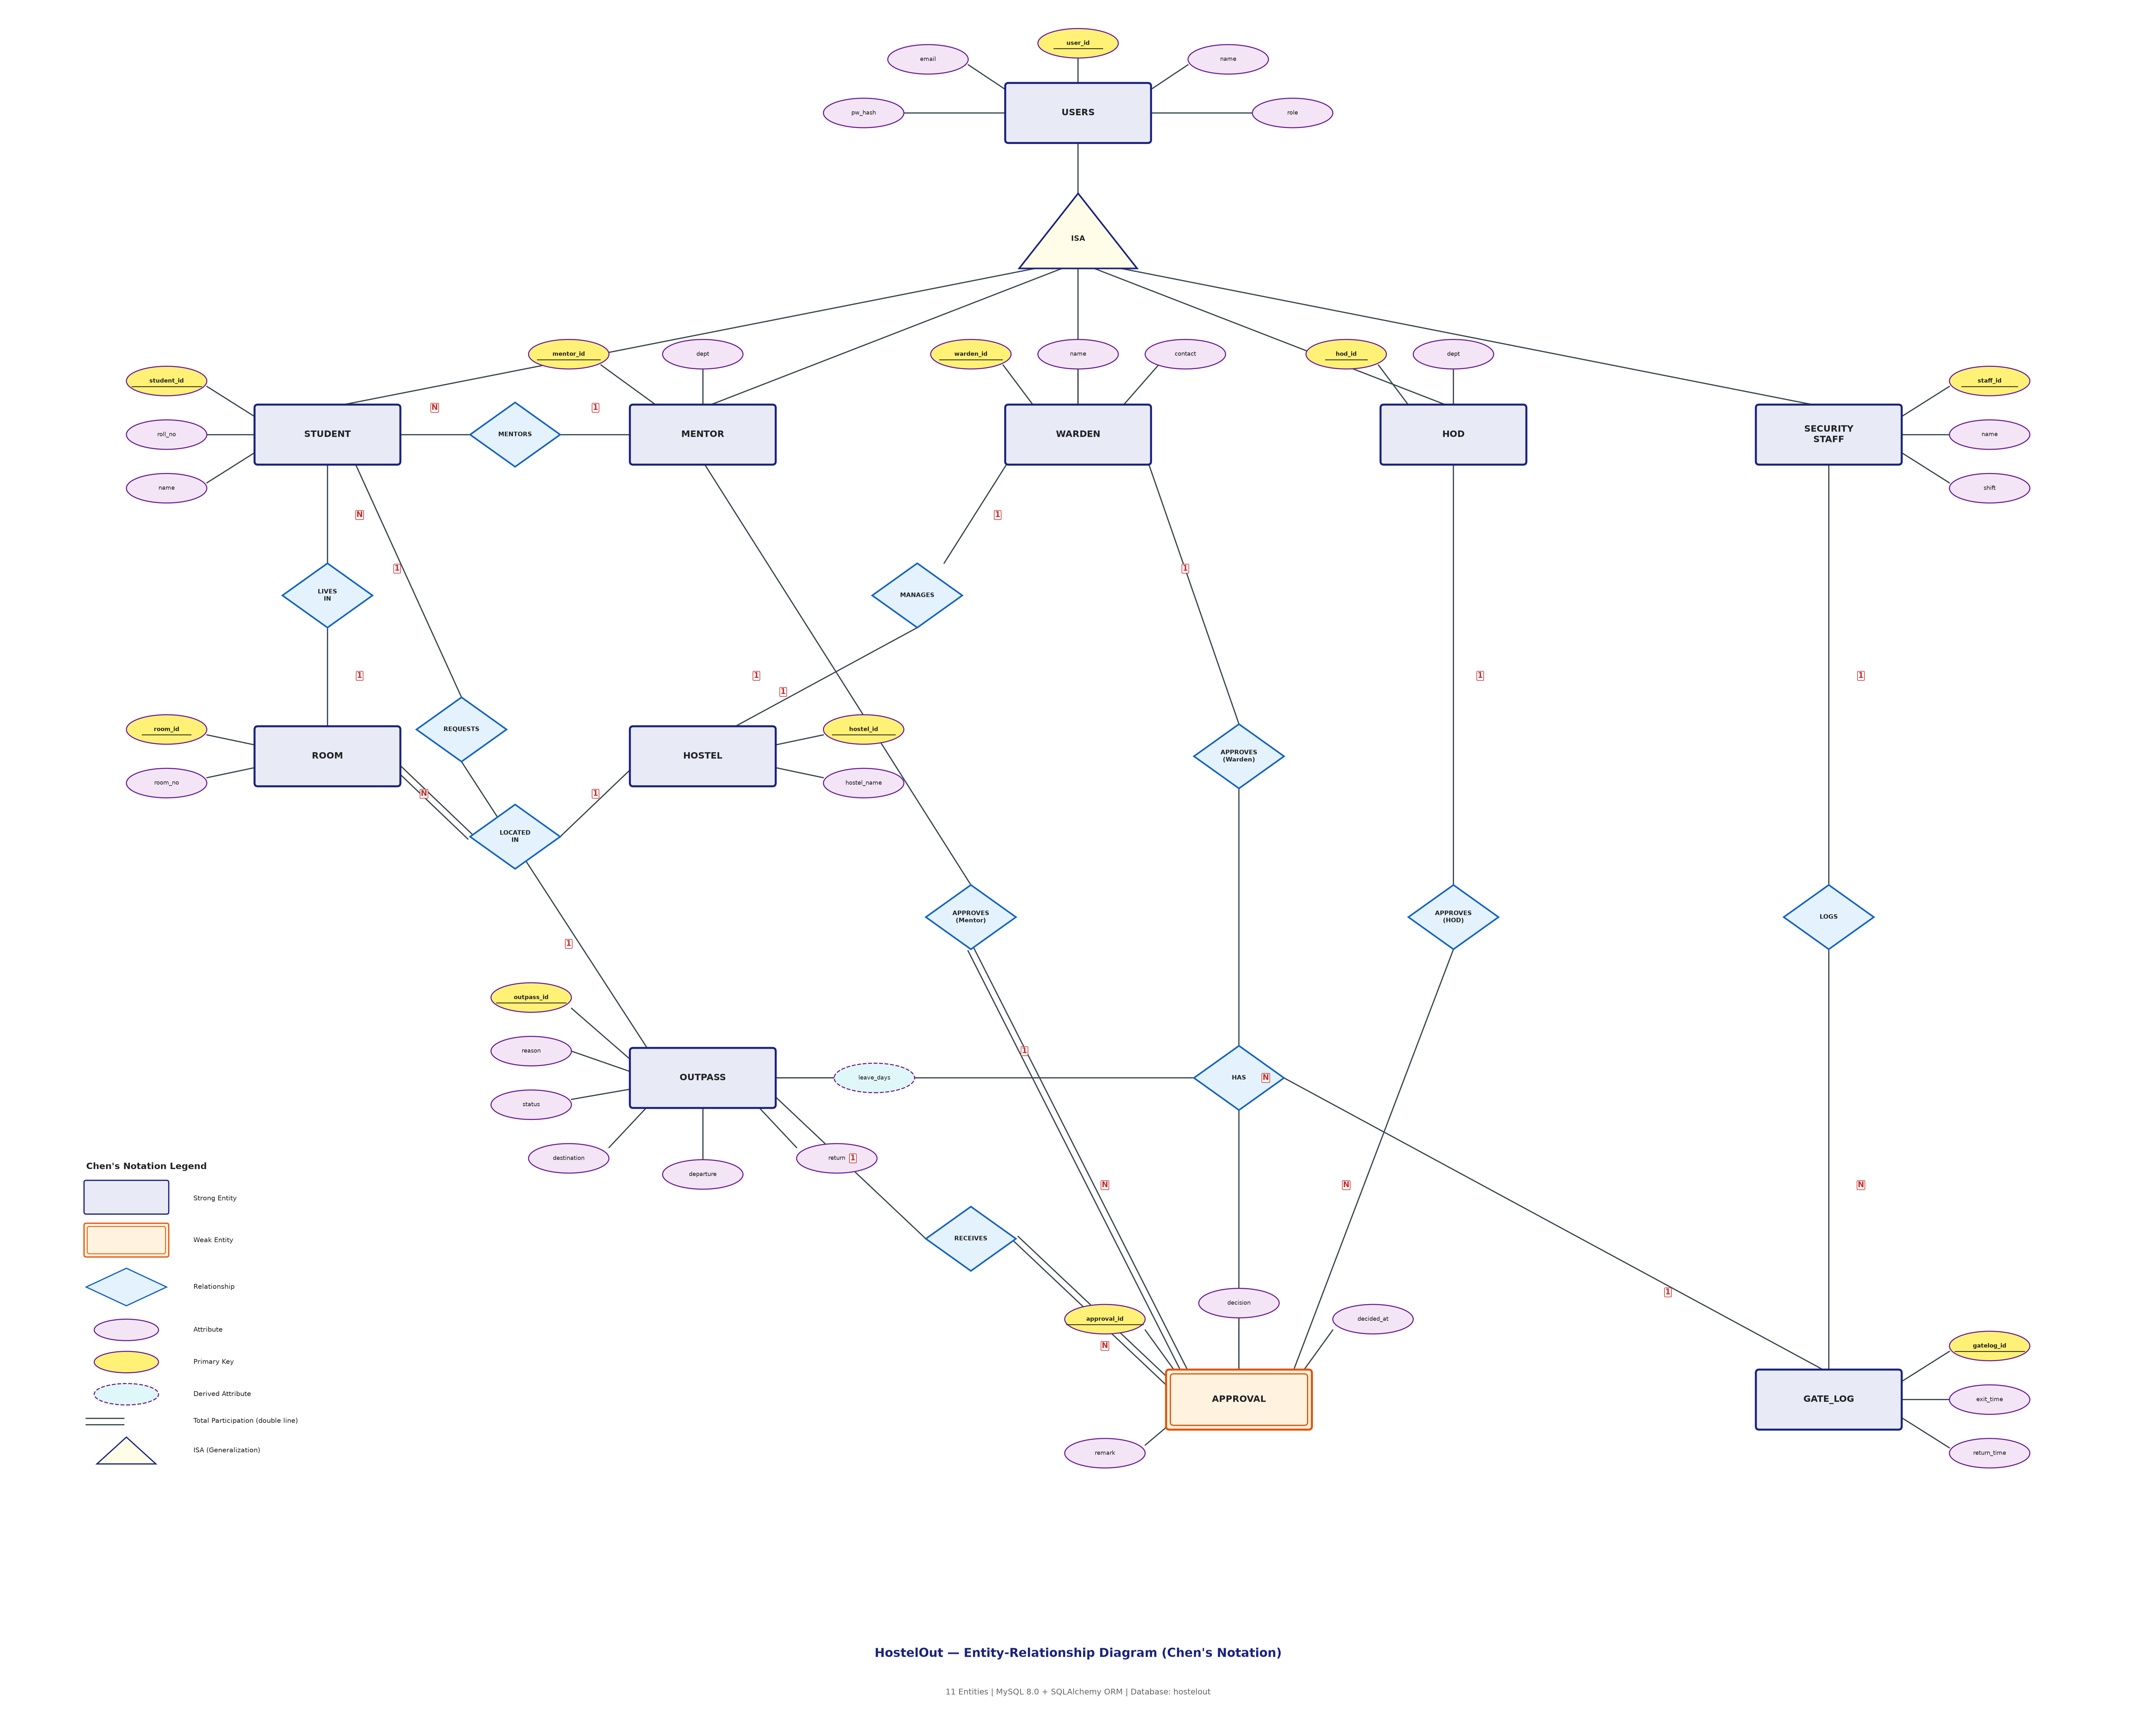 user_id
email
name
pw_hash
USERS
role
ISA
mentor_id
dept
warden_id
name
contact
hod_id
dept
student_id
staff_id
N
1
roll_no
STUDENT
MENTORS
MENTOR
WARDEN
HOD
SECURITY
STAFF
name
name
shift
N
1
1
1
LIVES
IN
MANAGES
1
1
1
1
1
1
room_id
REQUESTS
hostel_id
ROOM
HOSTEL
APPROVES
(Warden)
room_no
hostel_name
N
1
LOCATED
IN
APPROVES
(Mentor)
APPROVES
(HOD)
LOGS
1
outpass_id
reason
1
OUTPASS
leave_days
HAS
N
status
destination
departure
return
1
N
N
N
Chen's Notation Legend
Strong Entity
Weak Entity
Relationship
Attribute
Primary Key
Derived Attribute
Total Participation (double line)
ISA (Generalization)
RECEIVES
1
decision
approval_id
decided_at
N
gatelog_id
APPROVAL
GATE_LOG
exit_time
remark
return_time
HostelOut — Entity-Relationship Diagram (Chen's Notation)
11 Entities | MySQL 8.0 + SQLAlchemy ORM | Database: hostelout